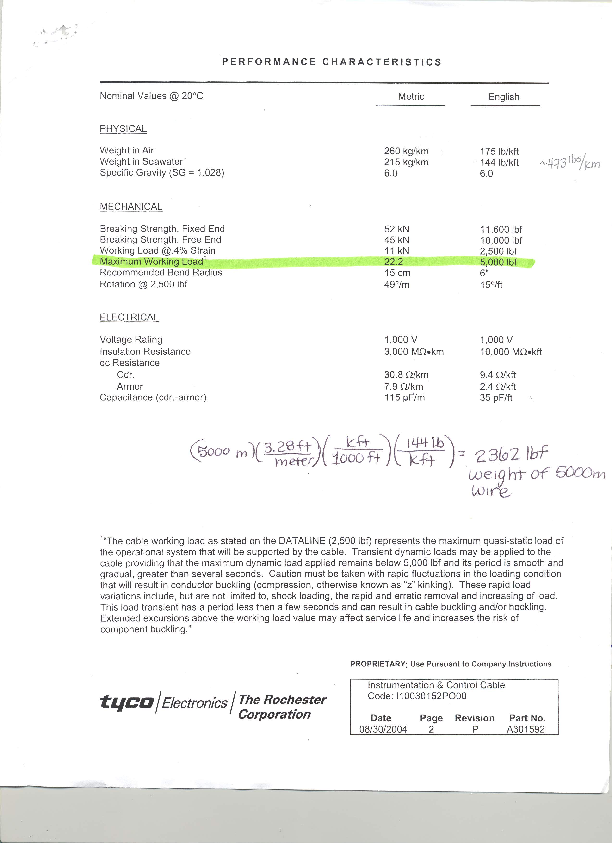 PERFORMANCE CHARACTERISTICS
Nominal Values @ 20°C Metric English
PHYSICAL
Weight in Air 260 kg/km 175 lb/kft
Weight in Seawater 215 kg/km 144 lb/kft ~473 lbs/km
Specific Gravity (SG = 1.028) 6.0 6.0
MECHANICAL
Breaking Strength, Fixed End 52 kN 11,600 lbf
Breaking Strength, Free End 45 kN 10,000 lbf
Working Load @.4% Strain 11 kN 2,500 lbf
Maximum Working Load 22.2 5,000 lbf
Recommended Bend Radius 15 cm 6"
Rotation @ 2,500 lbf 49°/m 15°/ft
ELECTRICAL
Voltage Rating 1,000 V 1,000 V
Insulation Resistance 3,000 MΩ•km 10,000 MΩ•kft
dc Resistance
Cdr. 30.8 Ω/km 9.4 Ω/kft
Armor 7.9 Ω/km 2.4 Ω/kft
Capacitance (cdr.-armor) 115 pF/m 35 pF/ft
(5000 m)(3.28 ft/meter)(kft/1000 ft)(144 lb/kft) = 2362 lbf
weight of 5000m
wire
"The cable working load as stated on the DATALINE (2,500 lbf) represents the maximum quasi-static load of
the operational system that will be supported by the cable. Transient dynamic loads may be applied to the
cable providing that the maximum dynamic load applied remains below 5,000 lbf and its period is smooth and
gradual, greater than several seconds. Caution must be taken with rapid fluctuations in the loading condition
that will result in conductor buckling (compression, otherwise known as "z" kinking). These rapid load
variations include, but are not limited to, shock loading, the rapid and erratic removal and increasing of load.
This load transient has a period less then a few seconds and can result in cable buckling and/or hockling.
Extended excursions above the working load value may affect service life and increases the risk of
component buckling."
PROPRIETARY; Use Pursuant to Company Instructions
tyco / Electronics / The Rochester
Corporation
Instrumentation & Control Cable
Code: I10030152PO00
Date Page Revision Part No.
08/30/2004 2 P A301592